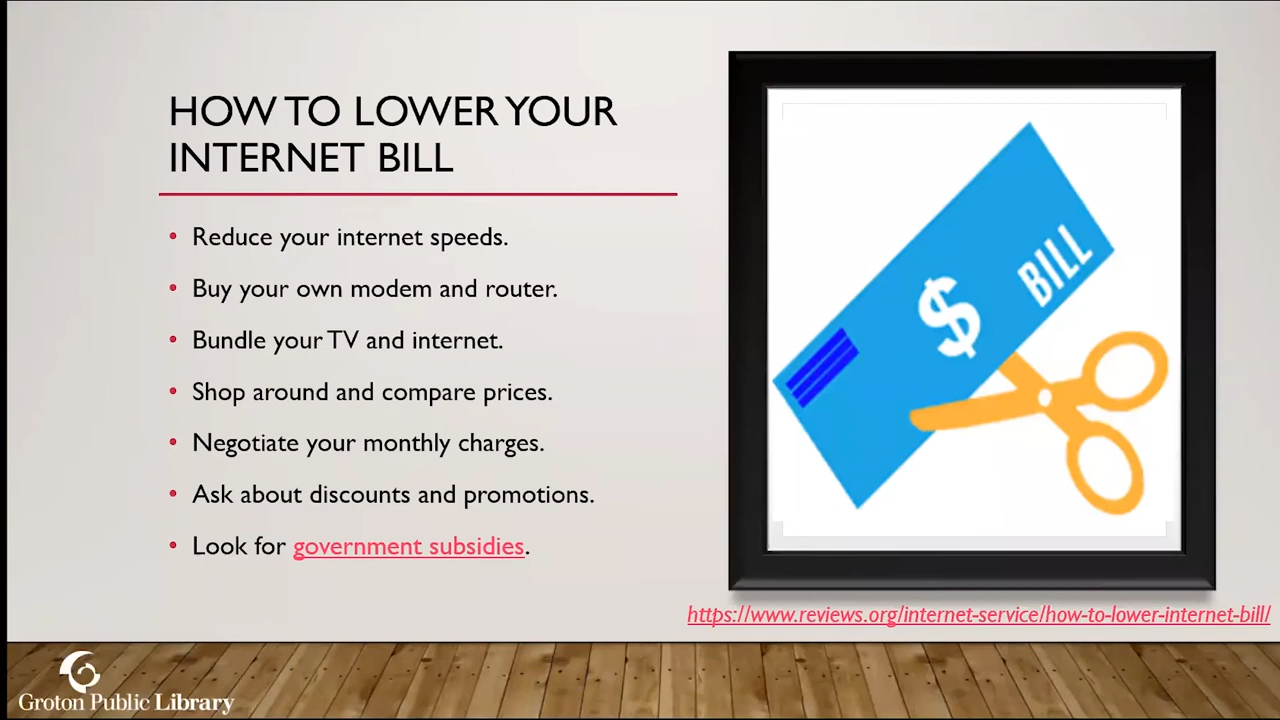 HOW TO LOWER YOUR
INTERNET BILL
• Reduce your internet speeds.
• Buy your own modem and router.
• Bundle your TV and internet.
• Shop around and compare prices.
• Negotiate your monthly charges.
• Ask about discounts and promotions.
• Look for government subsidies.
$ BILL
https://www.reviews.org/internet-service/how-to-lower-internet-bill/
Groton Public Library